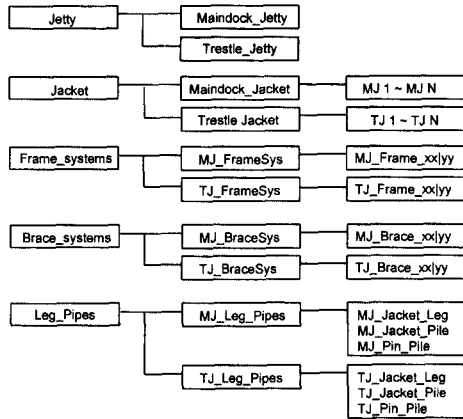 Jetty
Maindock_Jetty
Trestle_Jetty
Jacket
Maindock_Jacket
MJ 1 ~ MJ N
Trestle Jacket
TJ 1 ~ TJ N
Frame_systems
MJ_FrameSys
MJ_Frame_xx|yy
TJ_FrameSys
TJ_Frame_xx|yy
Brace_systems
MJ_BraceSys
MJ_Brace_xx|yy
TJ_BraceSys
TJ_Brace_xx|yy
Leg_Pipes
MJ_Leg_Pipes
MJ_Jacket_Leg
MJ_Jacket_Pile
MJ_Pin_Pile
TJ_Leg_Pipes
TJ_Jacket_Leg
TJ_Jacket_Pile
TJ_Pin_Pile